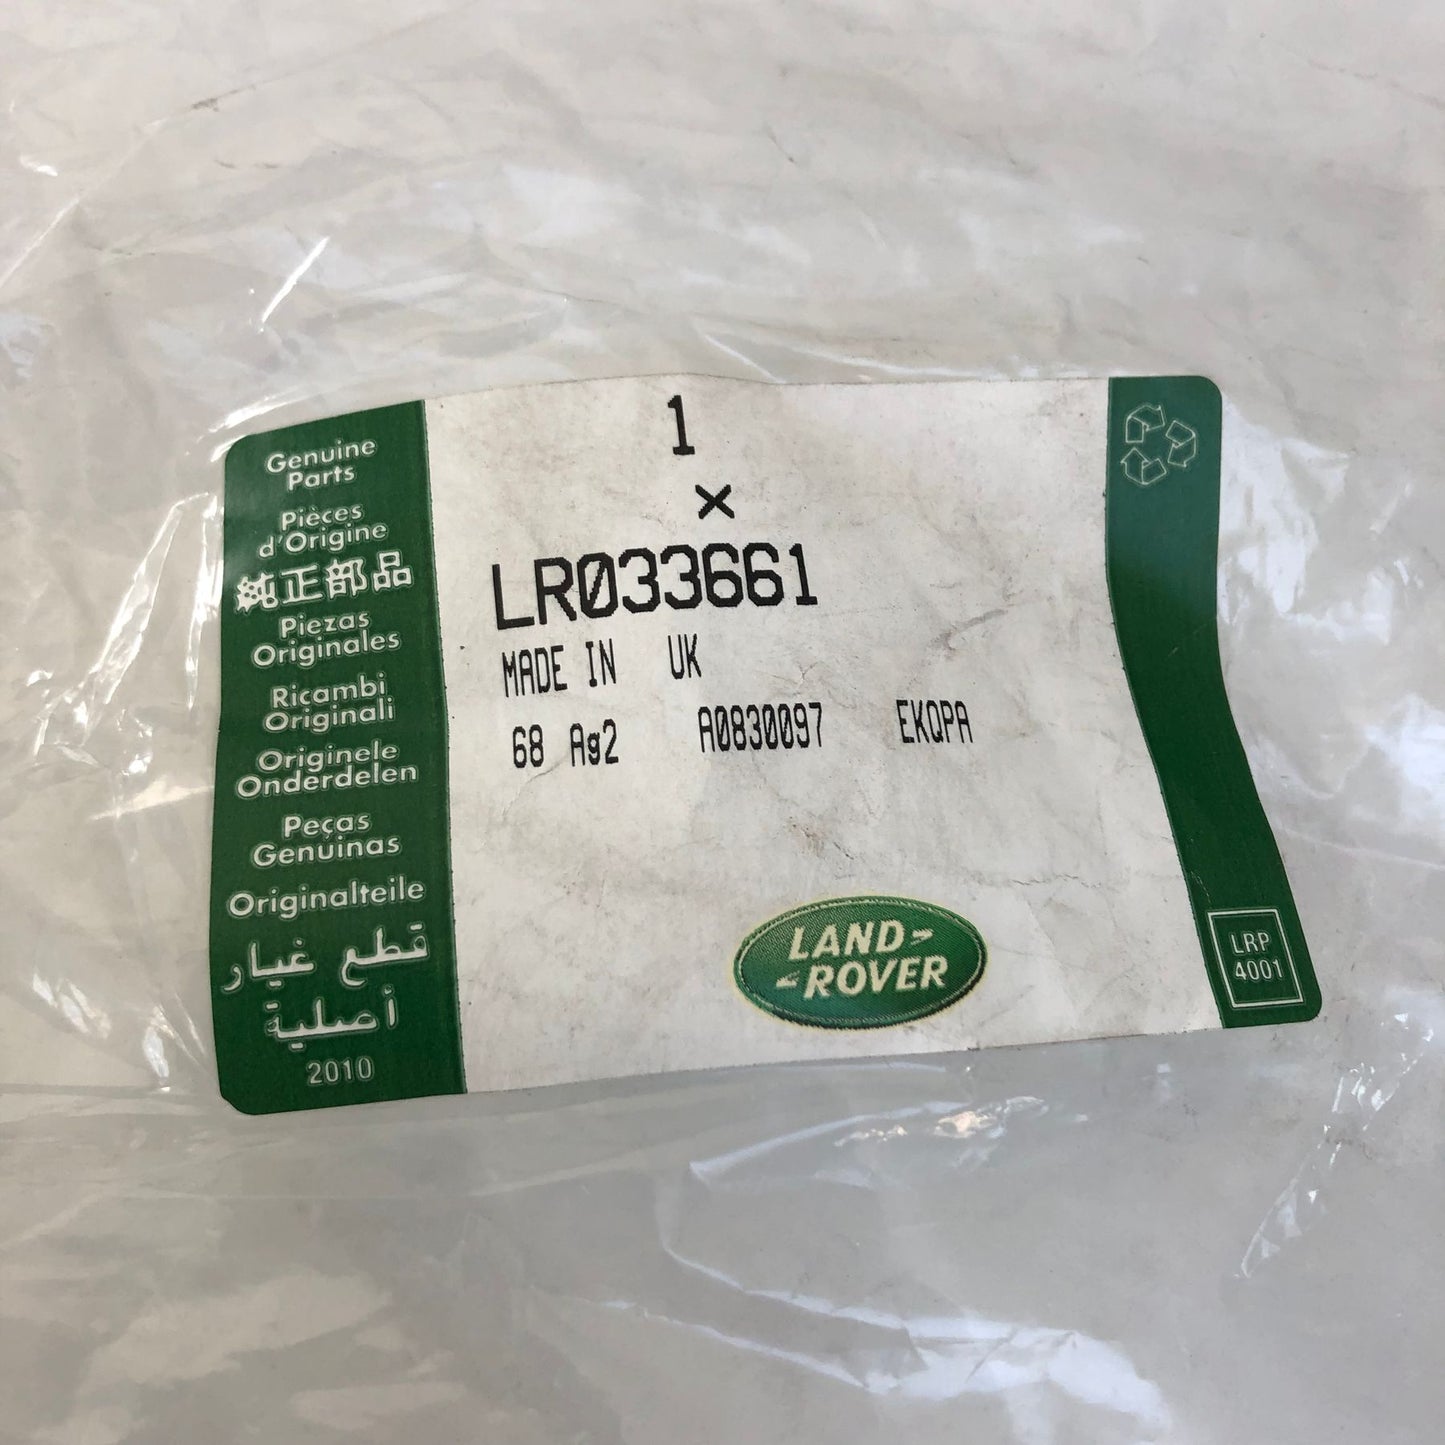 Genuine
Parts
Pièces
d'Origine
純正部品
Piezas
Originales
Ricambi
Originali
Originele
Onderdelen
Peças
Genuinas
Originalteile
قطع غيار
أصلية
2010
1
×
LR033661
MADE IN UK
68 Ag2 A0830097 EKQPA
LAND
ROVER
LRP
4001